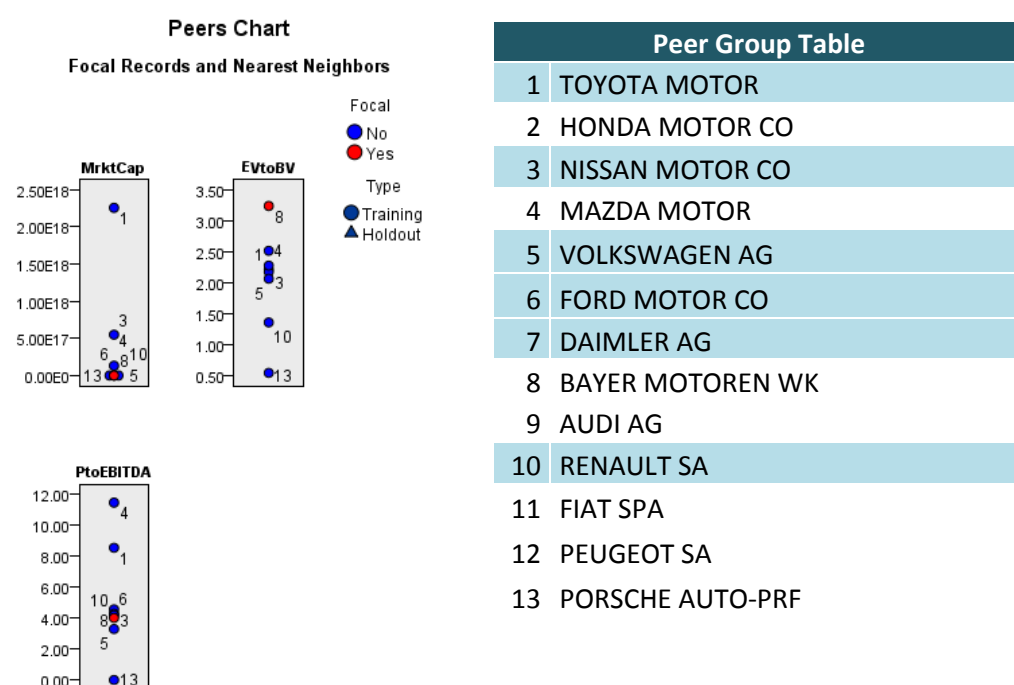 Peers Chart
Focal Records and Nearest Neighbors
Focal
No
Yes
Type
Training
Holdout
MrktCap
2.50E18
2.00E18
1.50E18
1.00E18
5.00E17
0.00E0
1
3
4
6 8 10
13 5
EVtoBV
3.50
3.00
2.50
2.00
1.50
1.00
0.50
8
1 4
3
5
10
13
PtoEBITDA
12.00
10.00
8.00
6.00
4.00
2.00
0.00
4
1
10 6
8 3
5
13
Peer Group Table
1 TOYOTA MOTOR
2 HONDA MOTOR CO
3 NISSAN MOTOR CO
4 MAZDA MOTOR
5 VOLKSWAGEN AG
6 FORD MOTOR CO
7 DAIMLER AG
8 BAYER MOTOREN WK
9 AUDI AG
10 RENAULT SA
11 FIAT SPA
12 PEUGEOT SA
13 PORSCHE AUTO-PRF